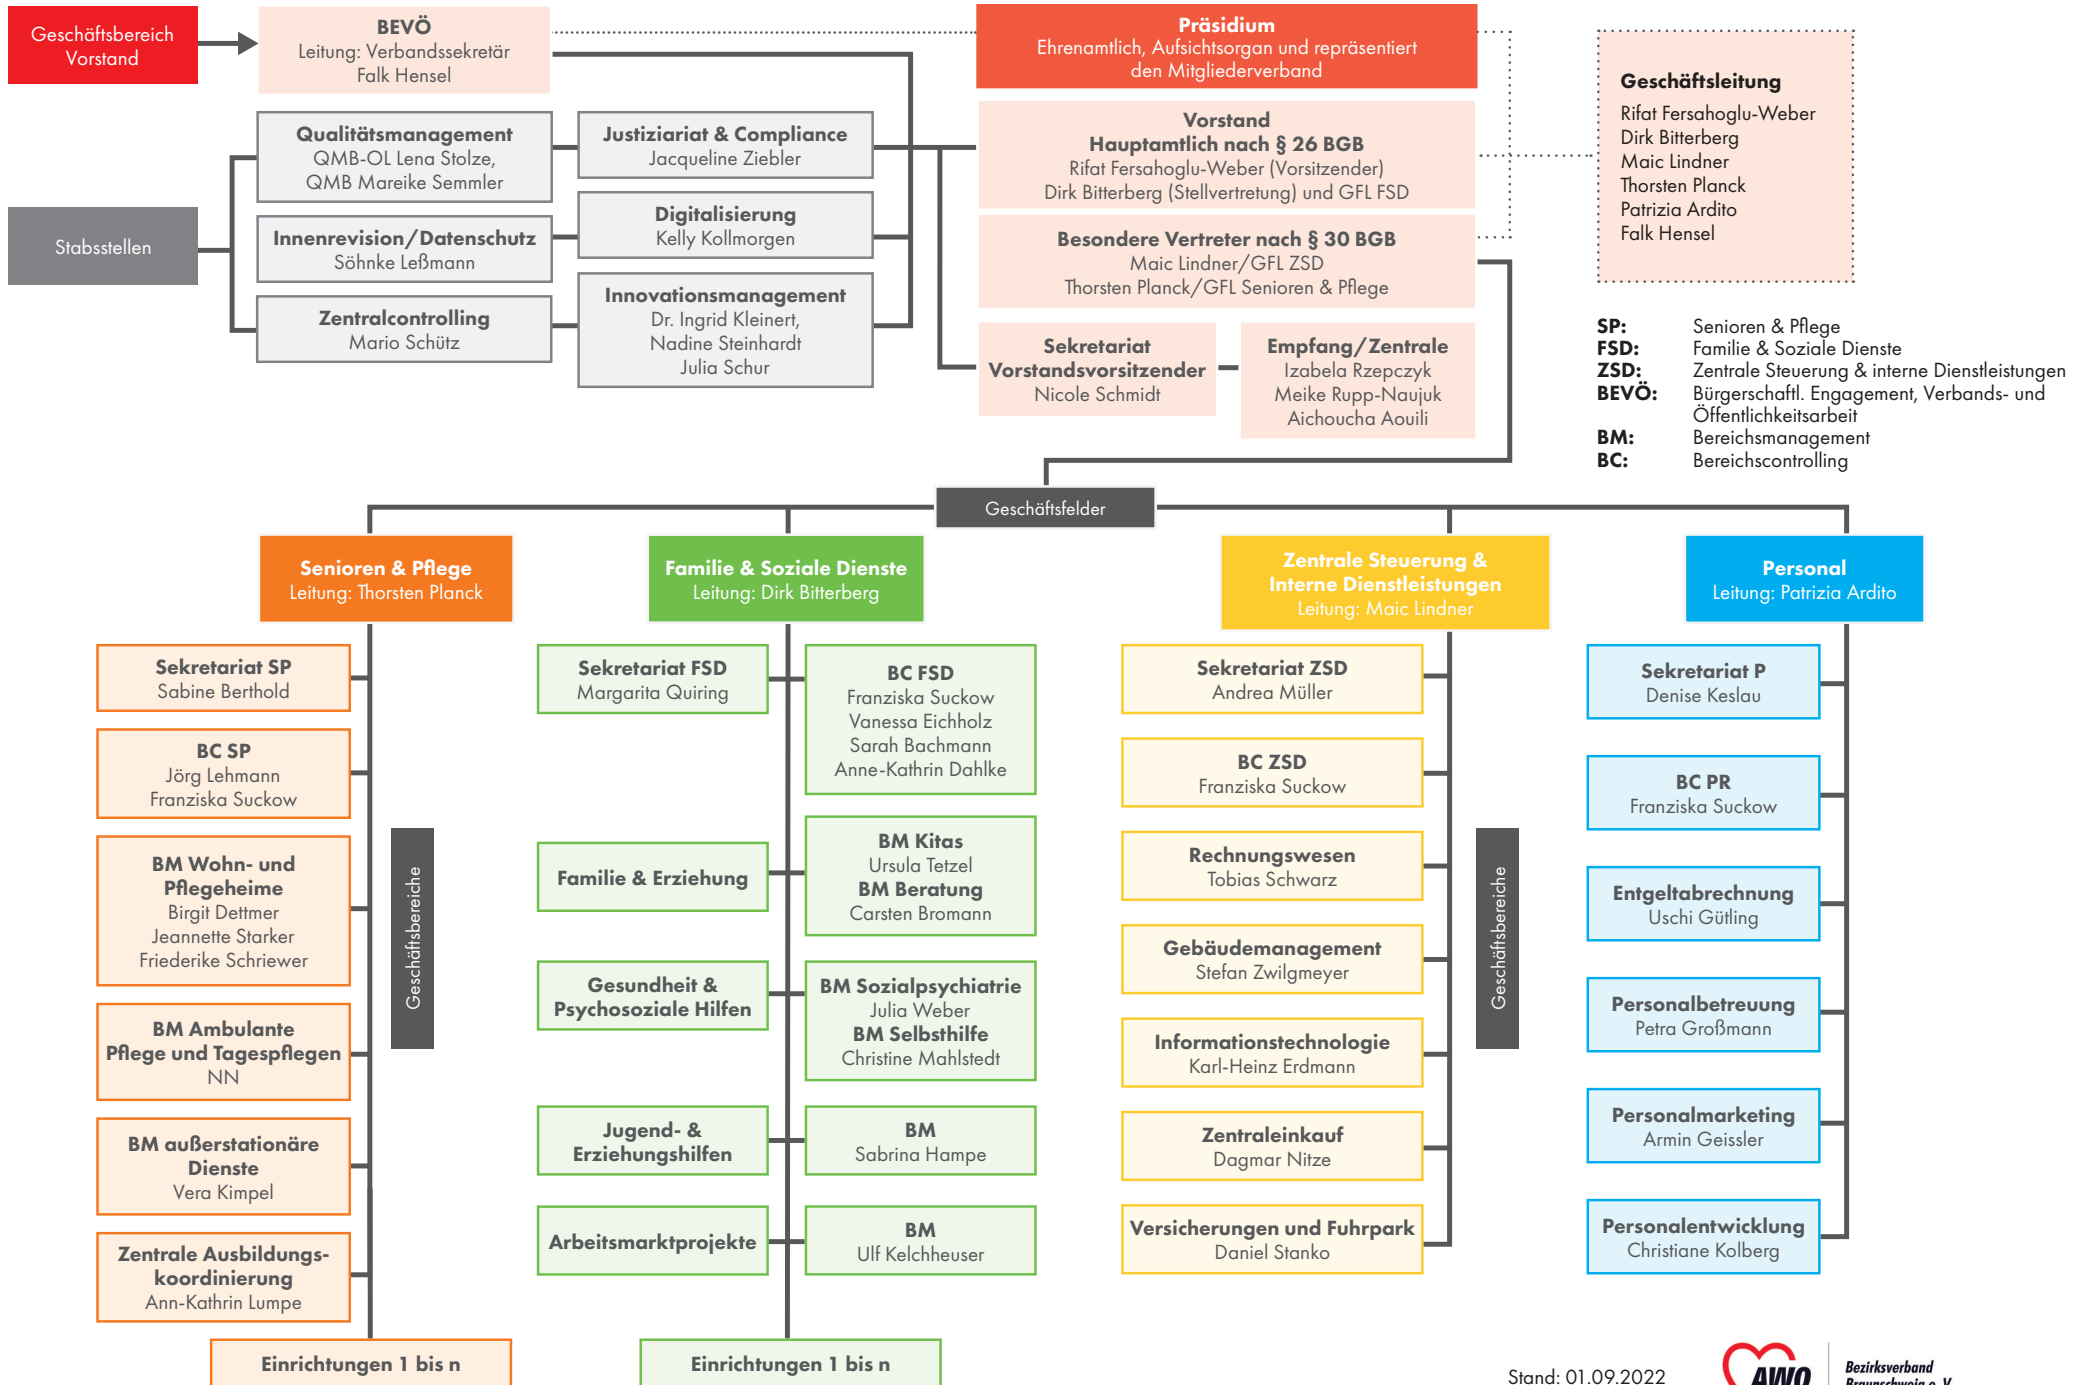 Geschäftsbereich
Vorstand
BEVÖ
Leitung: Verbandssekretär
Falk Hensel
Präsidium
Ehrenamtlich, Aufsichtsorgan und repräsentiert
den Mitgliederverband
Geschäftsleitung
Rifat Fersahoglu-Weber
Dirk Bitterberg
Maic Lindner
Thorsten Planck
Patrizia Ardito
Falk Hensel
Stabsstellen
Qualitätsmanagement
QMB-OL Lena Stolze,
QMB Mareike Semmler
Justiziariat & Compliance
Jacqueline Ziebler
Innenrevision/Datenschutz
Söhnke Leßmann
Digitalisierung
Kelly Kollmorgen
Zentralcontrolling
Mario Schütz
Innovationsmanagement
Dr. Ingrid Kleinert,
Nadine Steinhardt
Julia Schur
Vorstand
Hauptamtlich nach § 26 BGB
Rifat Fersahoglu-Weber (Vorsitzender)
Dirk Bitterberg (Stellvertretung) und GFL FSD
Besondere Vertreter nach § 30 BGB
Maic Lindner/GFL ZSD
Thorsten Planck/GFL Senioren & Pflege
Sekretariat
Vorstandsvorsitzender
Nicole Schmidt
Empfang/Zentrale
Izabela Rzepczyk
Meike Rupp-Naujuk
Aichoucha Aouili
SP: Senioren & Pflege
FSD: Familie & Soziale Dienste
ZSD: Zentrale Steuerung & interne Dienstleistungen
BEVÖ: Bürgerschaftl. Engagement, Verbands- und
Öffentlichkeitsarbeit
BM: Bereichsmanagement
BC: Bereichscontrolling
Geschäftsfelder
Senioren & Pflege
Leitung: Thorsten Planck
Sekretariat SP
Sabine Berthold
BC SP
Jörg Lehmann
Franziska Suckow
BM Wohn- und
Pflegeheime
Birgit Dettmer
Jeannette Starker
Friederike Schriewer
BM Ambulante
Pflege und Tagespflegen
NN
BM außerstationäre
Dienste
Vera Kimpel
Zentrale Ausbildungs-
koordinierung
Ann-Kathrin Lumpe
Einrichtungen 1 bis n
Geschäftsbereiche
Familie & Soziale Dienste
Leitung: Dirk Bitterberg
Sekretariat FSD
Margarita Quiring
BC FSD
Franziska Suckow
Vanessa Eichholz
Sarah Bachmann
Anne-Kathrin Dahlke
Familie & Erziehung
BM Kitas
Ursula Tetzel
BM Beratung
Carsten Bromann
Gesundheit &
Psychosoziale Hilfen
BM Sozialpsychiatrie
Julia Weber
BM Selbsthilfe
Christine Mahlstedt
Jugend- &
Erziehungshilfen
BM
Sabrina Hampe
Arbeitsmarktprojekte
BM
Ulf Kelchheuser
Einrichtungen 1 bis n
Zentrale Steuerung &
Interne Dienstleistungen
Leitung: Maic Lindner
Sekretariat ZSD
Andrea Müller
BC ZSD
Franziska Suckow
Rechnungswesen
Tobias Schwarz
Gebäudemanagement
Stefan Zwilgmeyer
Informationstechnologie
Karl-Heinz Erdmann
Zentraleinkauf
Dagmar Nitze
Versicherungen und Fuhrpark
Daniel Stanko
Geschäftsbereiche
Personal
Leitung: Patrizia Ardito
Sekretariat P
Denise Keslau
BC PR
Franziska Suckow
Entgeltabrechnung
Uschi Gütling
Personalbetreuung
Petra Großmann
Personalmarketing
Armin Geissler
Personalentwicklung
Christiane Kolberg
Stand: 01.09.2022
AWO
Bezirksverband
Braunschweig e. V.